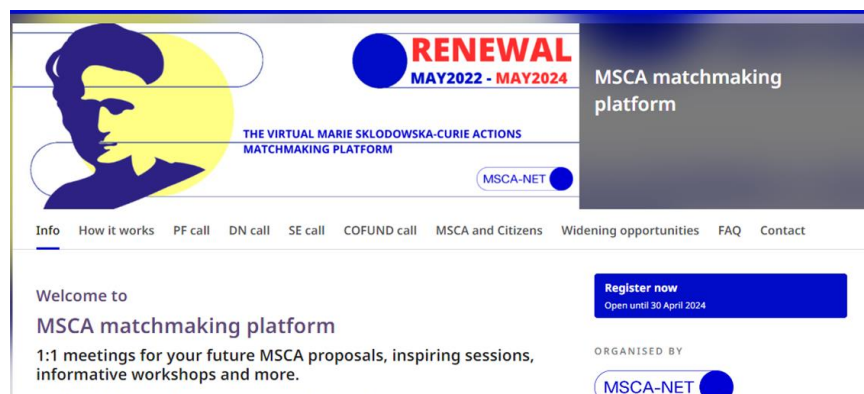 RENEWAL
MAY2022 - MAY2024
THE VIRTUAL MARIE SKLODOWSKA-CURIE ACTIONS
MATCHMAKING PLATFORM
MSCA-NET
MSCA matchmaking
platform
Info How it works PF call DN call SE call COFUND call MSCA and Citizens Widening opportunities FAQ Contact
Welcome to
MSCA matchmaking platform
1:1 meetings for your future MSCA proposals, inspiring sessions,
informative workshops and more.
Register now
Open until 30 April 2024
ORGANISED BY
MSCA-NET